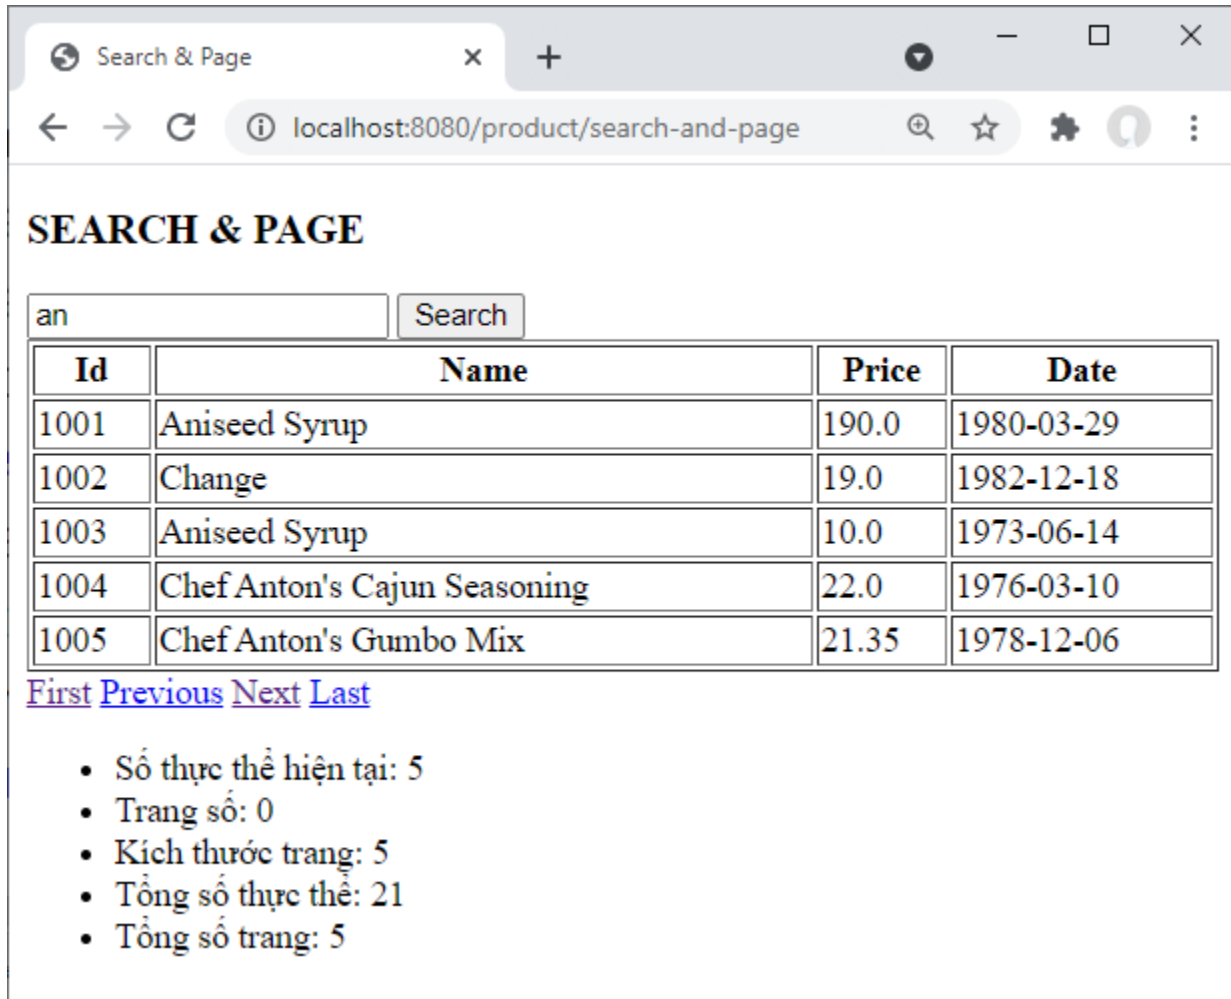 Search & Page
localhost:8080/product/search-and-page
SEARCH & PAGE
an Search
Id Name Price Date
1001 Aniseed Syrup 190.0 1980-03-29
1002 Change 19.0 1982-12-18
1003 Aniseed Syrup 10.0 1973-06-14
1004 Chef Anton's Cajun Seasoning 22.0 1976-03-10
1005 Chef Anton's Gumbo Mix 21.35 1978-12-06
First Previous Next Last
Số thực thể hiện tại: 5
Trang số: 0
Kích thước trang: 5
Tổng số thực thể: 21
Tổng số trang: 5